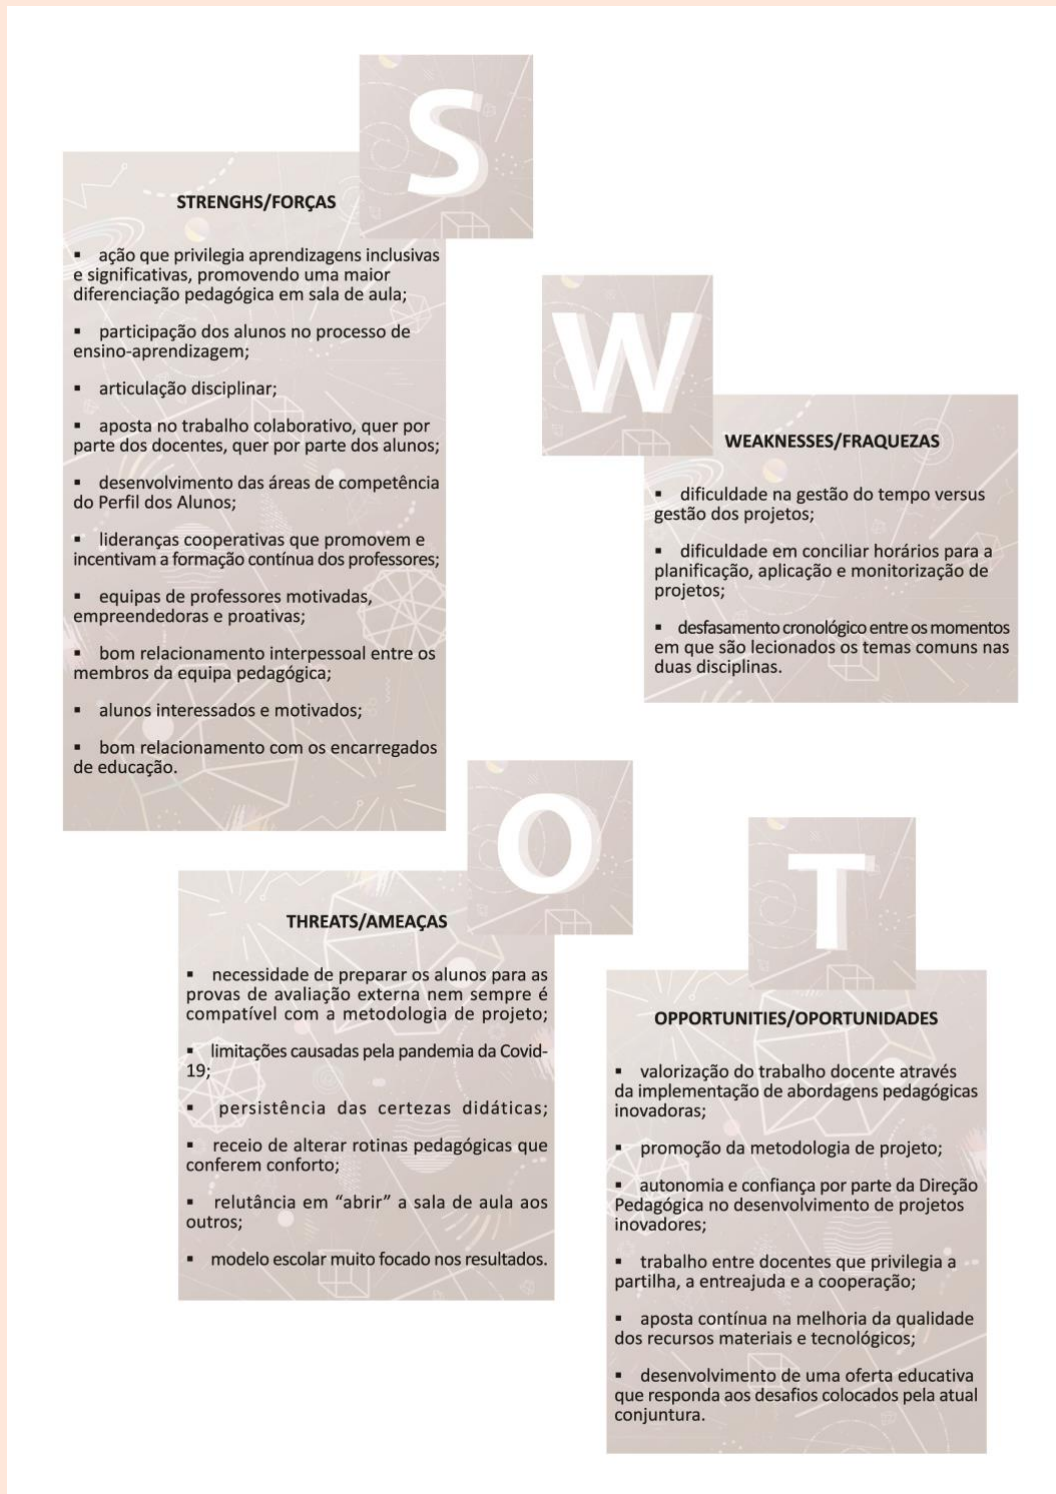 S
STRENGHS/FORÇAS
▪ ação que privilegia aprendizagens inclusivas
e significativas, promovendo uma maior
diferenciação pedagógica em sala de aula;
▪ participação dos alunos no processo de
ensino-aprendizagem;
▪ articulação disciplinar;
▪ aposta no trabalho colaborativo, quer por
parte dos docentes, quer por parte dos alunos;
▪ desenvolvimento das áreas de competência
do Perfil dos Alunos;
▪ lideranças cooperativas que promovem e
incentivam a formação contínua dos professores;
▪ equipas de professores motivadas,
empreendedoras e proativas;
▪ bom relacionamento interpessoal entre os
membros da equipa pedagógica;
▪ alunos interessados e motivados;
▪ bom relacionamento com os encarregados
de educação.
W
WEAKNESSES/FRAQUEZAS
▪ dificuldade na gestão do tempo versus
gestão dos projetos;
▪ dificuldade em conciliar horários para a
planificação, aplicação e monitorização de
projetos;
▪ desfasamento cronológico entre os momentos
em que são lecionados os temas comuns nas
duas disciplinas.
O
THREATS/AMEAÇAS
▪ necessidade de preparar os alunos para as
provas de avaliação externa nem sempre é
compatível com a metodologia de projeto;
▪ limitações causadas pela pandemia da Covid-
19;
▪ persistência das certezas didáticas;
▪ receio de alterar rotinas pedagógicas que
conferem conforto;
▪ relutância em “abrir” a sala de aula aos
outros;
▪ modelo escolar muito focado nos resultados.
T
OPPORTUNITIES/OPORTUNIDADES
▪ valorização do trabalho docente através
da implementação de abordagens pedagógicas
inovadoras;
▪ promoção da metodologia de projeto;
▪ autonomia e confiança por parte da Direção
Pedagógica no desenvolvimento de projetos
inovadores;
▪ trabalho entre docentes que privilegia a
partilha, a entreajuda e a cooperação;
▪ aposta contínua na melhoria da qualidade
dos recursos materiais e tecnológicos;
▪ desenvolvimento de uma oferta educativa
que responda aos desafios colocados pela atual
conjuntura.